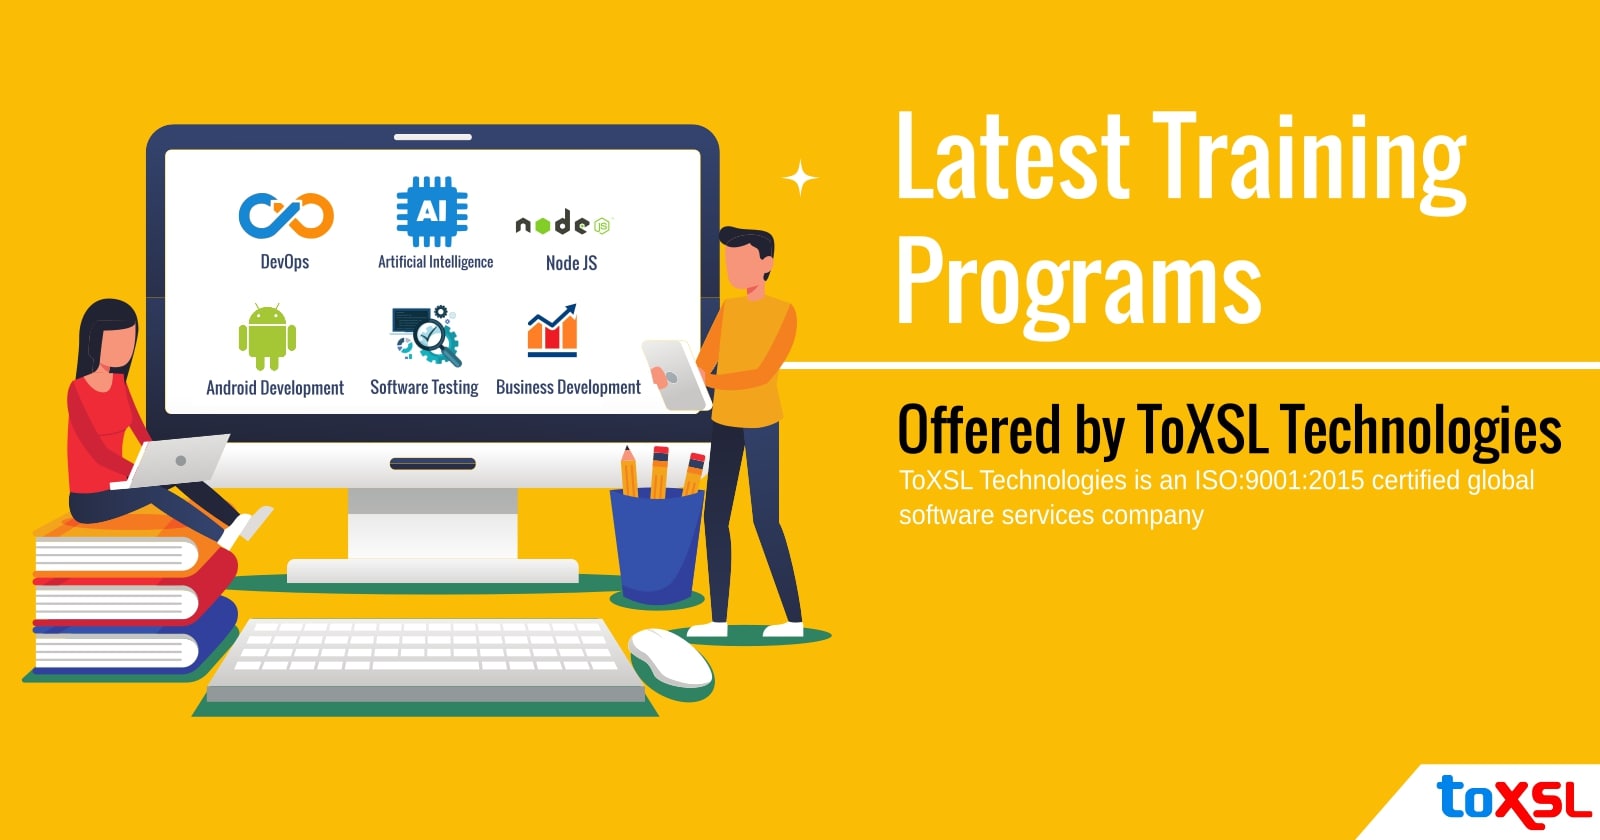 Latest Training
Programs
Offered by ToXSL Technologies
ToXSL Technologies is an ISO:9001:2015 certified global
software services company
AI
node
JS
DevOps
Artificial Intelligence
Node JS
Android Development
Software Testing
Business Development
toXSL